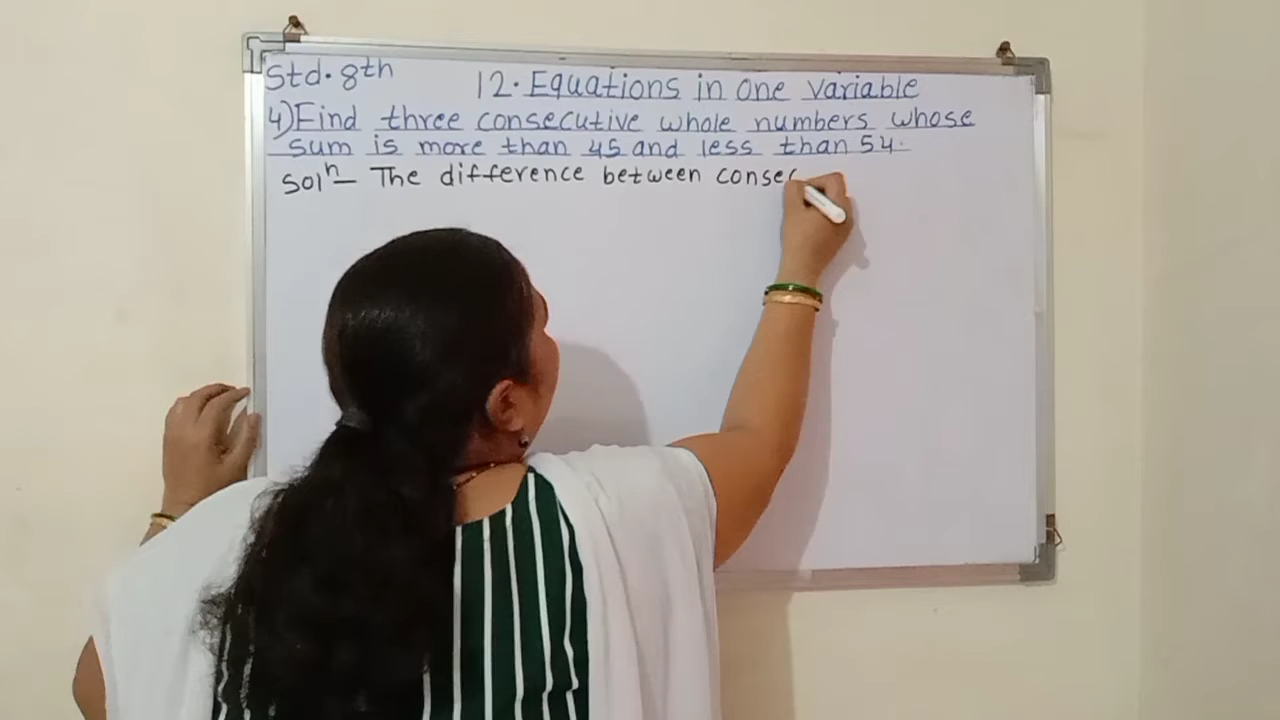 Std. 8th
12. Equations in one variable
4) Find three consecutive whole numbers whose
sum is more than 45 and less than 54.
Solⁿ- The difference between consec